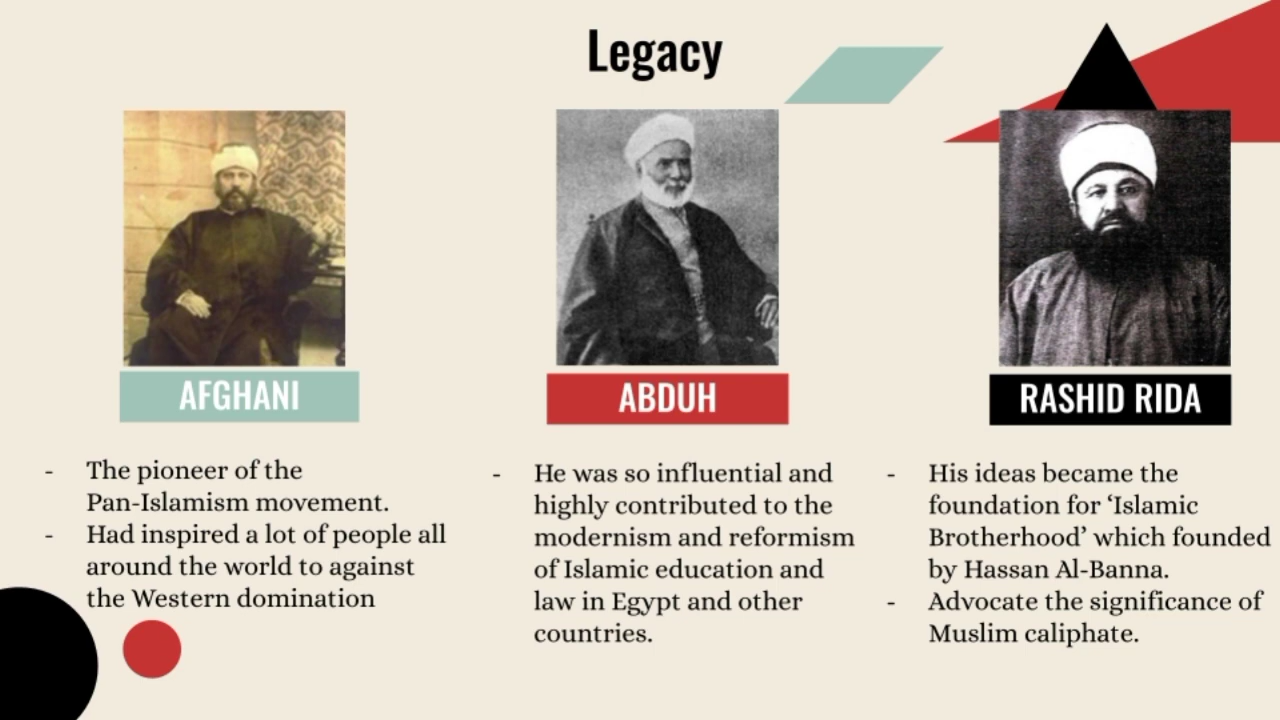 Legacy
AFGHANI
- The pioneer of the
Pan-Islamism movement.
- Had inspired a lot of people all
around the world to against
the Western domination
ABDUH
- He was so influential and
highly contributed to the
modernism and reformism
of Islamic education and
law in Egypt and other
countries.
RASHID RIDA
- His ideas became the
foundation for ‘Islamic
Brotherhood’ which founded
by Hassan Al-Banna.
- Advocate the significance of
Muslim caliphate.